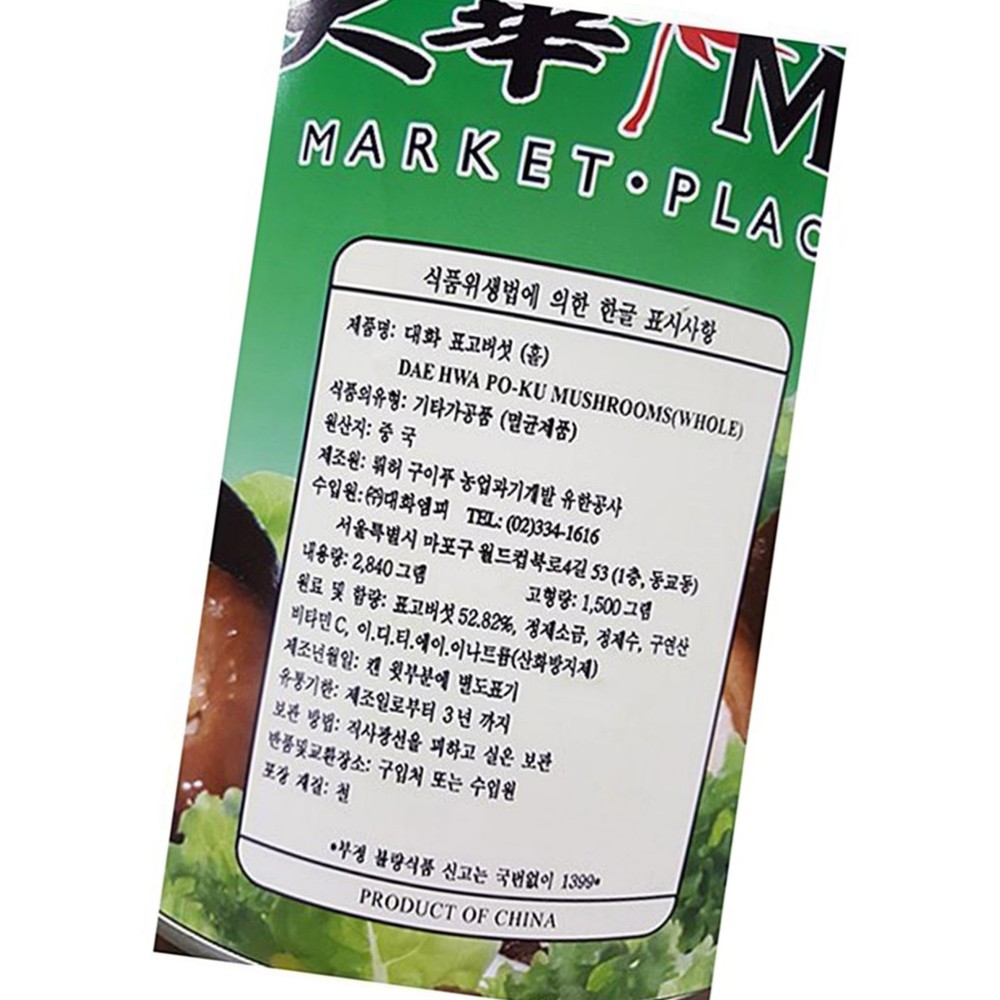 大華 M
MARKET•PLAC
식품위생법에 의한 한글 표시사항
제품명: 대화 표고버섯 (홀)
DAE HWA PO-KU MUSHROOMS(WHOLE)
식품의유형: 기타가공품 (멸균제품)
원산지: 중 국
제조원: 뤄허 구이푸 농업과기개발 유한공사
수입원: ㈜대화엠피 TEL: (02)334-1616
서울특별시 마포구 월드컵북로4길 53 (1층, 동교동)
내용량: 2,840 그램 고형량: 1,500 그램
원료 및 함량: 표고버섯 52.82%, 정제소금, 정제수, 구연산
비타민 C, 이.디.티.에이.이나트륨(산화방지제)
제조년월일: 캔 윗부분에 별도표기
유통기한: 제조일로부터 3년 까지
보관 방법: 직사광선을 피하고 실온 보관
반품및교환장소: 구입처 또는 수입원
포장 재질: 철
•부정 불량식품 신고는 국번없이 1399•
PRODUCT OF CHINA